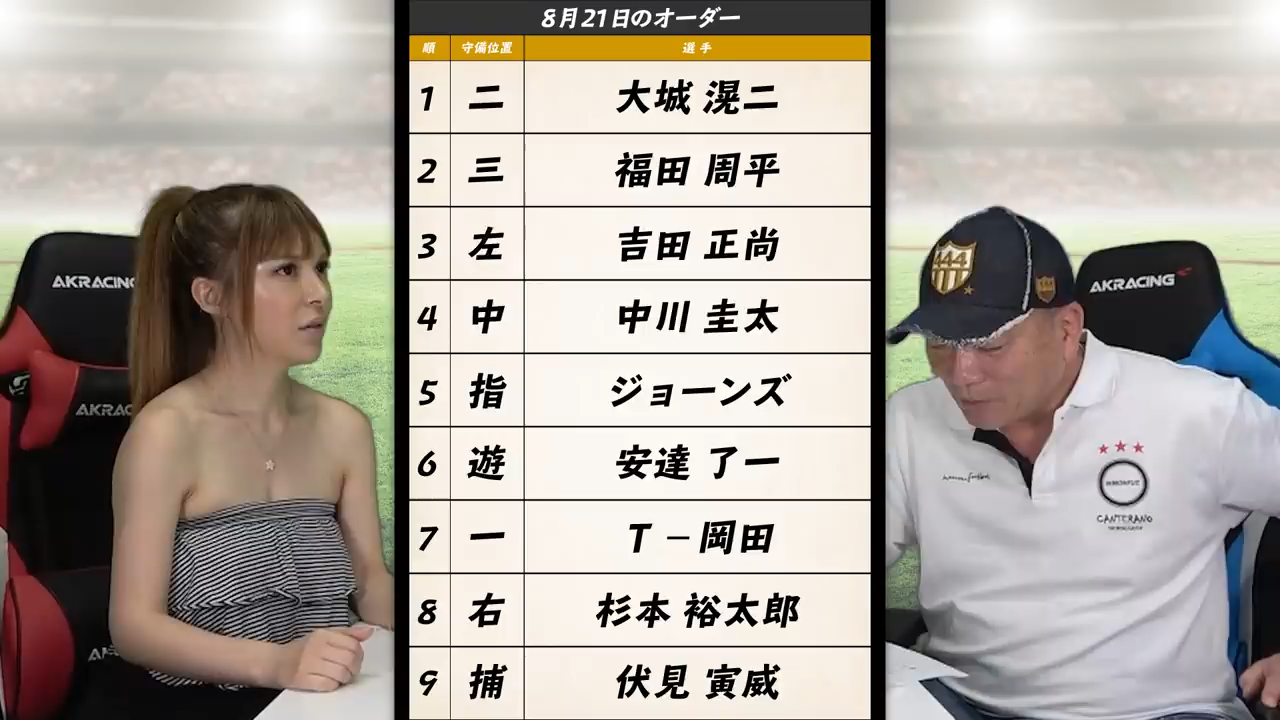 8月21日のオーダー
順 守備位置 選手
1 二 大城 滉二
2 三 福田 周平
3 左 吉田 正尚
4 中 中川 圭太
5 指 ジョーンズ
6 遊 安達 了一
7 一 T－岡田
8 右 杉本 裕太郎
9 捕 伏見 寅威
AKRACING
AKRAC
AK
444
AKRACING
CANTERANO